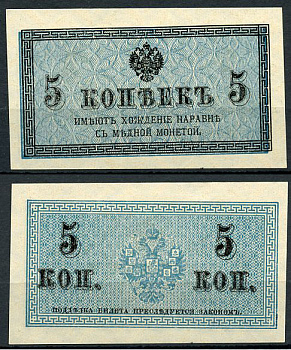 5 КОПѢЕКЪ 5
ИМѢЮТЪ ХОЖДЕНІЕ НАРАВНѢ
СЪ МѢДНОЙ МОНЕТОЙ.
5 5
КОП. КОП.
ПОДДѢЛКА БИЛЕТА ПРЕСЛѢДУЕТСЯ ЗАКОНОМЪ.